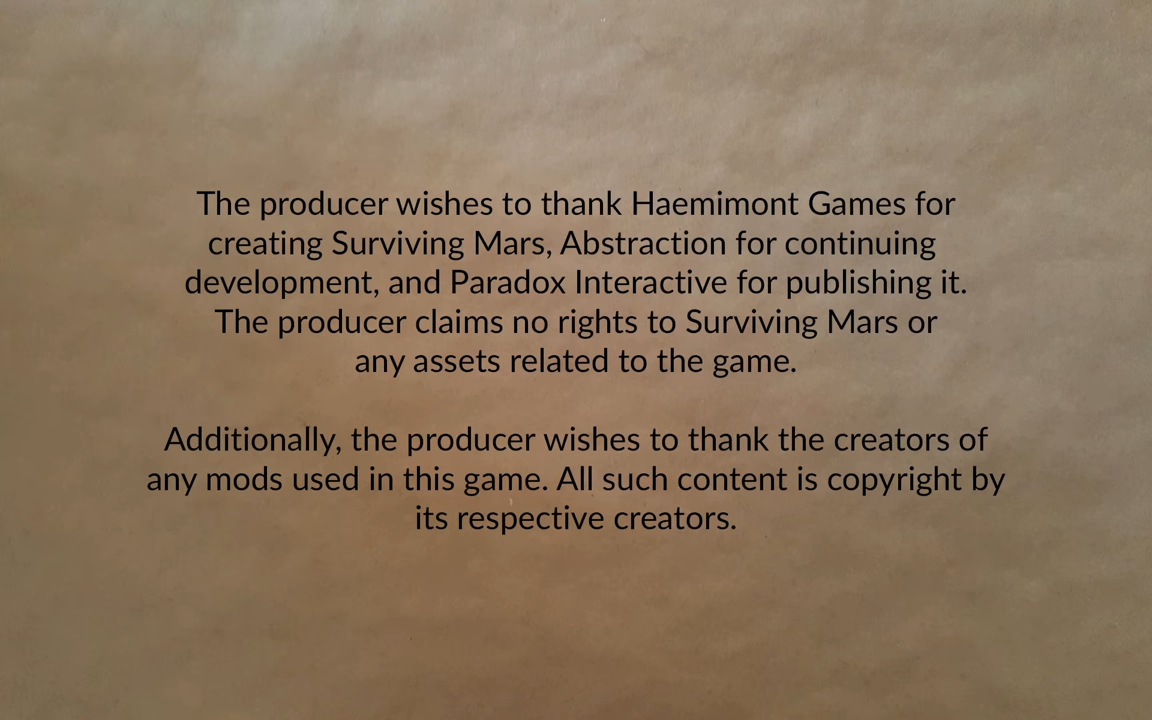 The producer wishes to thank Haemimont Games for
creating Surviving Mars, Abstraction for continuing
development, and Paradox Interactive for publishing it.
The producer claims no rights to Surviving Mars or
any assets related to the game.
Additionally, the producer wishes to thank the creators of
any mods used in this game. All such content is copyright by
its respective creators.